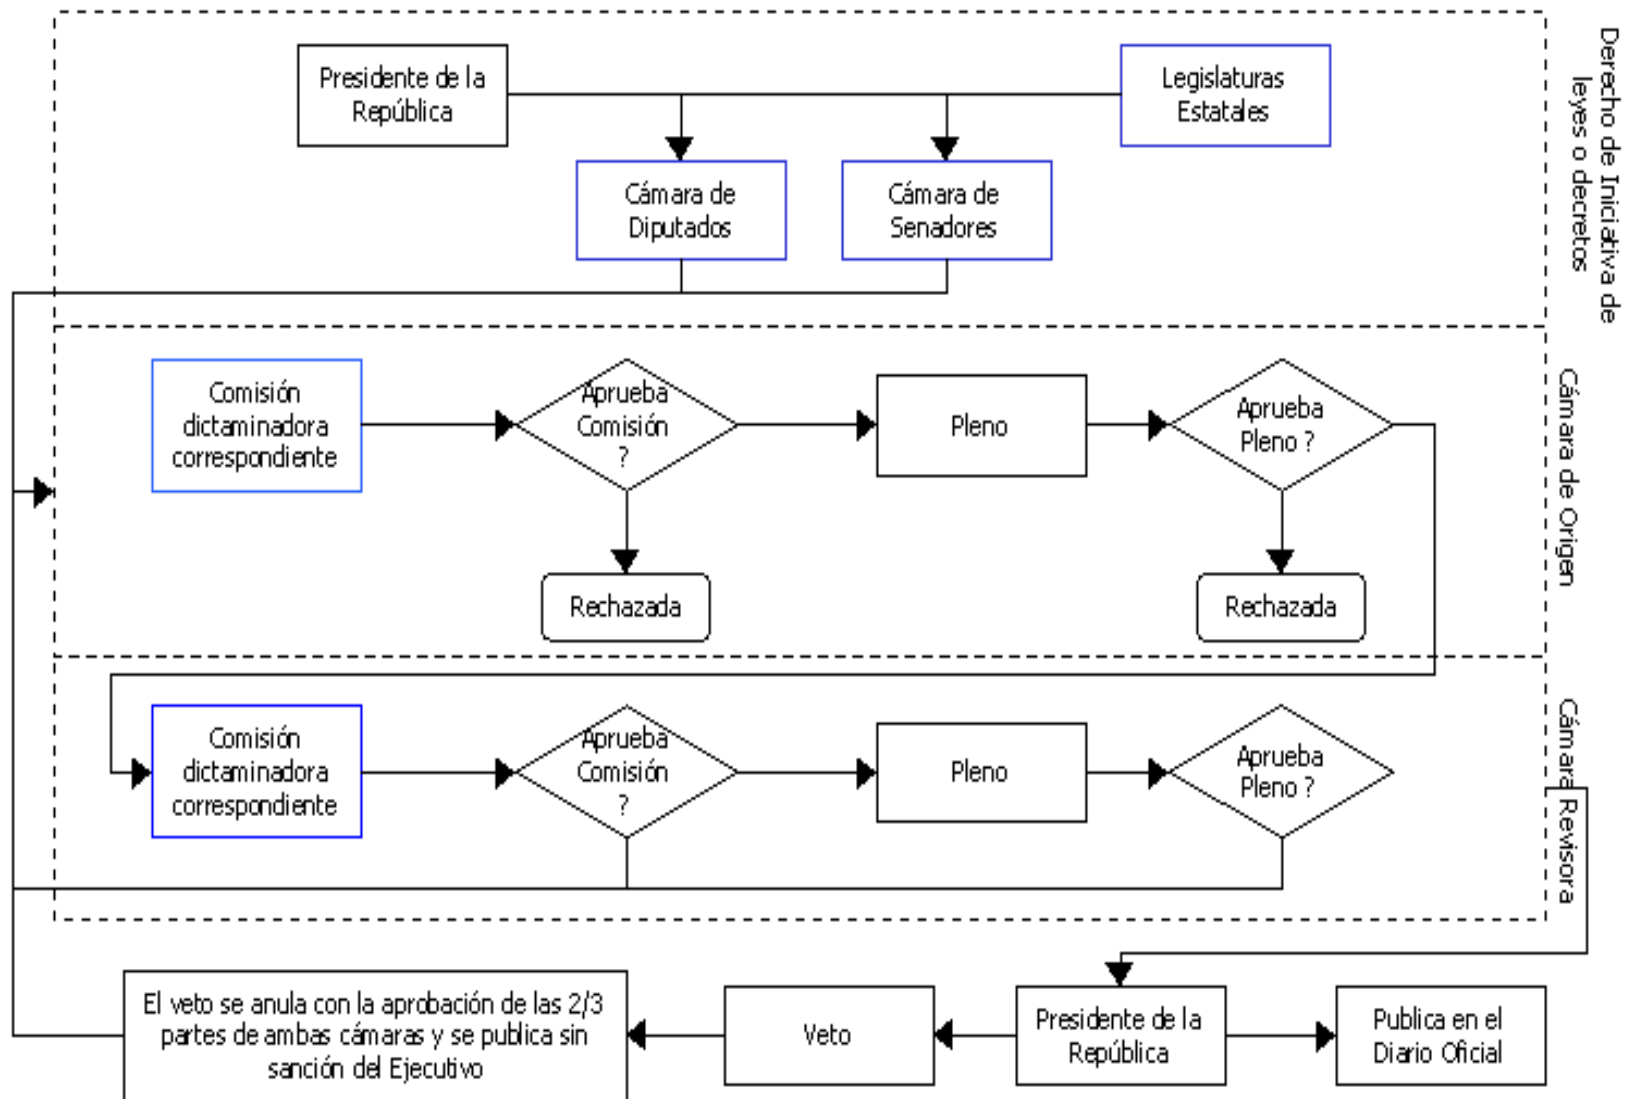 Presidente de la
República
Legislaturas
Estatales
Cámara de
Diputados
Cámara de
Senadores
Derecho de Iniciativa de
leyes o decretos
Comisión
dictaminadora
correspondiente
Aprueba
Comisión
?
Pleno
Aprueba
Pleno ?
Rechazada
Rechazada
Cámara de Origen
Comisión
dictaminadora
correspondiente
Aprueba
Comisión
?
Pleno
Aprueba
Pleno ?
Cámara Revisora
El veto se anula con la aprobación de las 2/3
partes de ambas cámaras y se publica sin
sanción del Ejecutivo
Veto
Presidente de la
República
Publica en el
Diario Oficial